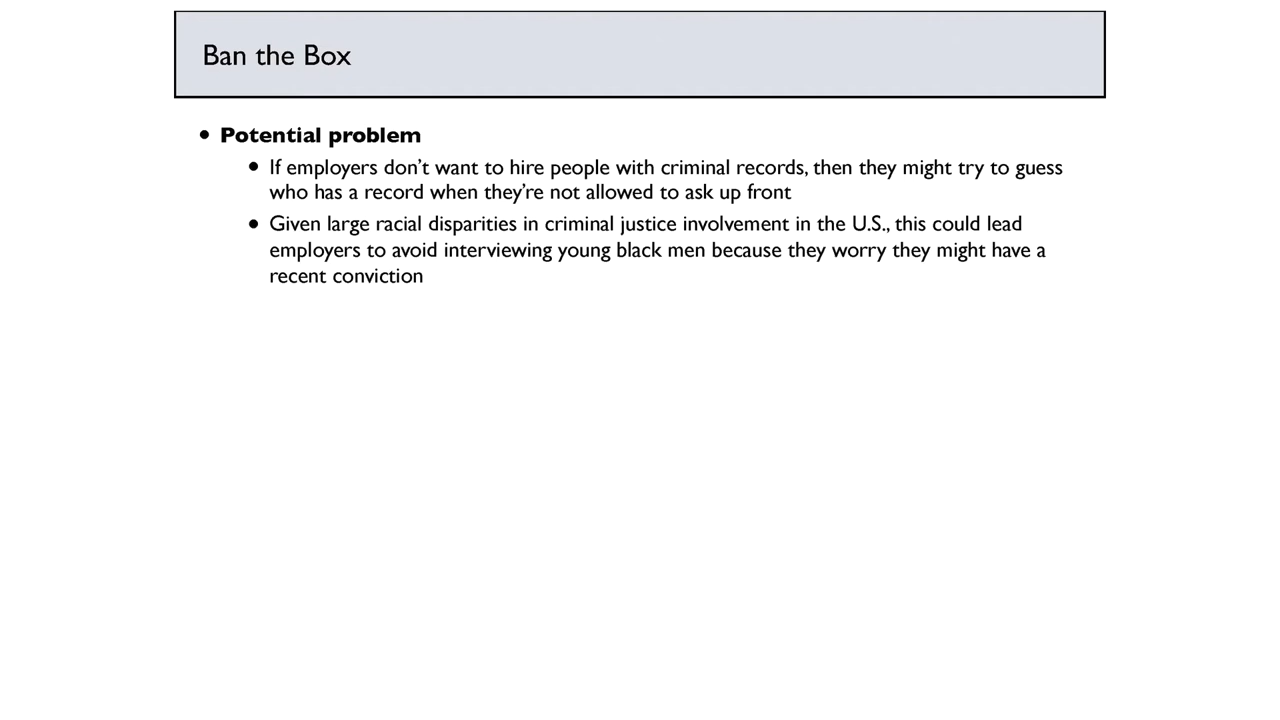 Ban the Box
• Potential problem
• If employers don't want to hire people with criminal records, then they might try to guess
who has a record when they're not allowed to ask up front
• Given large racial disparities in criminal justice involvement in the U.S., this could lead
employers to avoid interviewing young black men because they worry they might have a
recent conviction